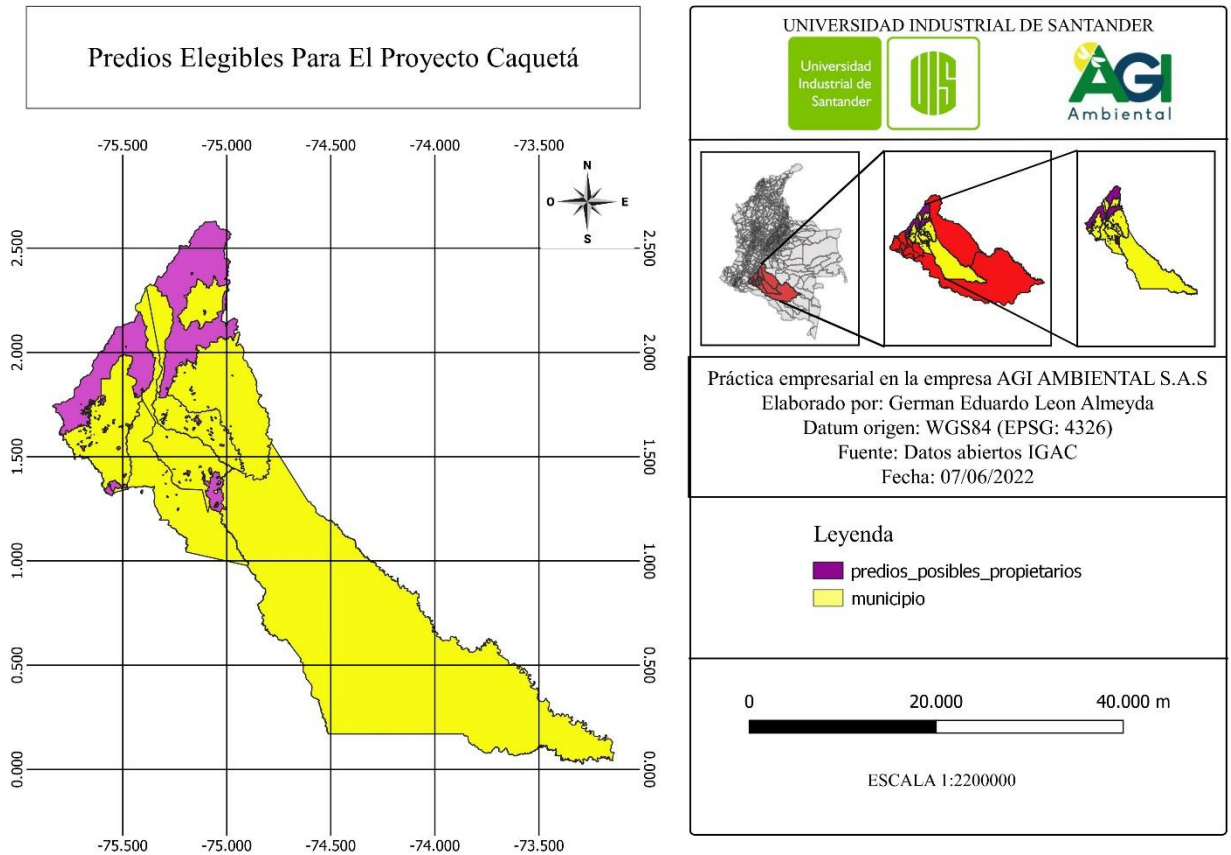 Predios Elegibles Para El Proyecto Caquetá
-75.500 -75.000 -74.500 -74.000 -73.500
N
O E
S
2.500 2.500
2.000 2.000
1.500 1.500
1.000 1.000
0.500 0.500
0.000 0.000
-75.500 -75.000 -74.500 -74.000 -73.500
UNIVERSIDAD INDUSTRIAL DE SANTANDER
Universidad
Industrial de
Santander
UIS
AGI
Ambiental
Práctica empresarial en la empresa AGI AMBIENTAL S.A.S
Elaborado por: German Eduardo Leon Almeyda
Datum origen: WGS84 (EPSG: 4326)
Fuente: Datos abiertos IGAC
Fecha: 07/06/2022
Leyenda
predios_posibles_propietarios
municipio
0 20.000 40.000 m
ESCALA 1:2200000